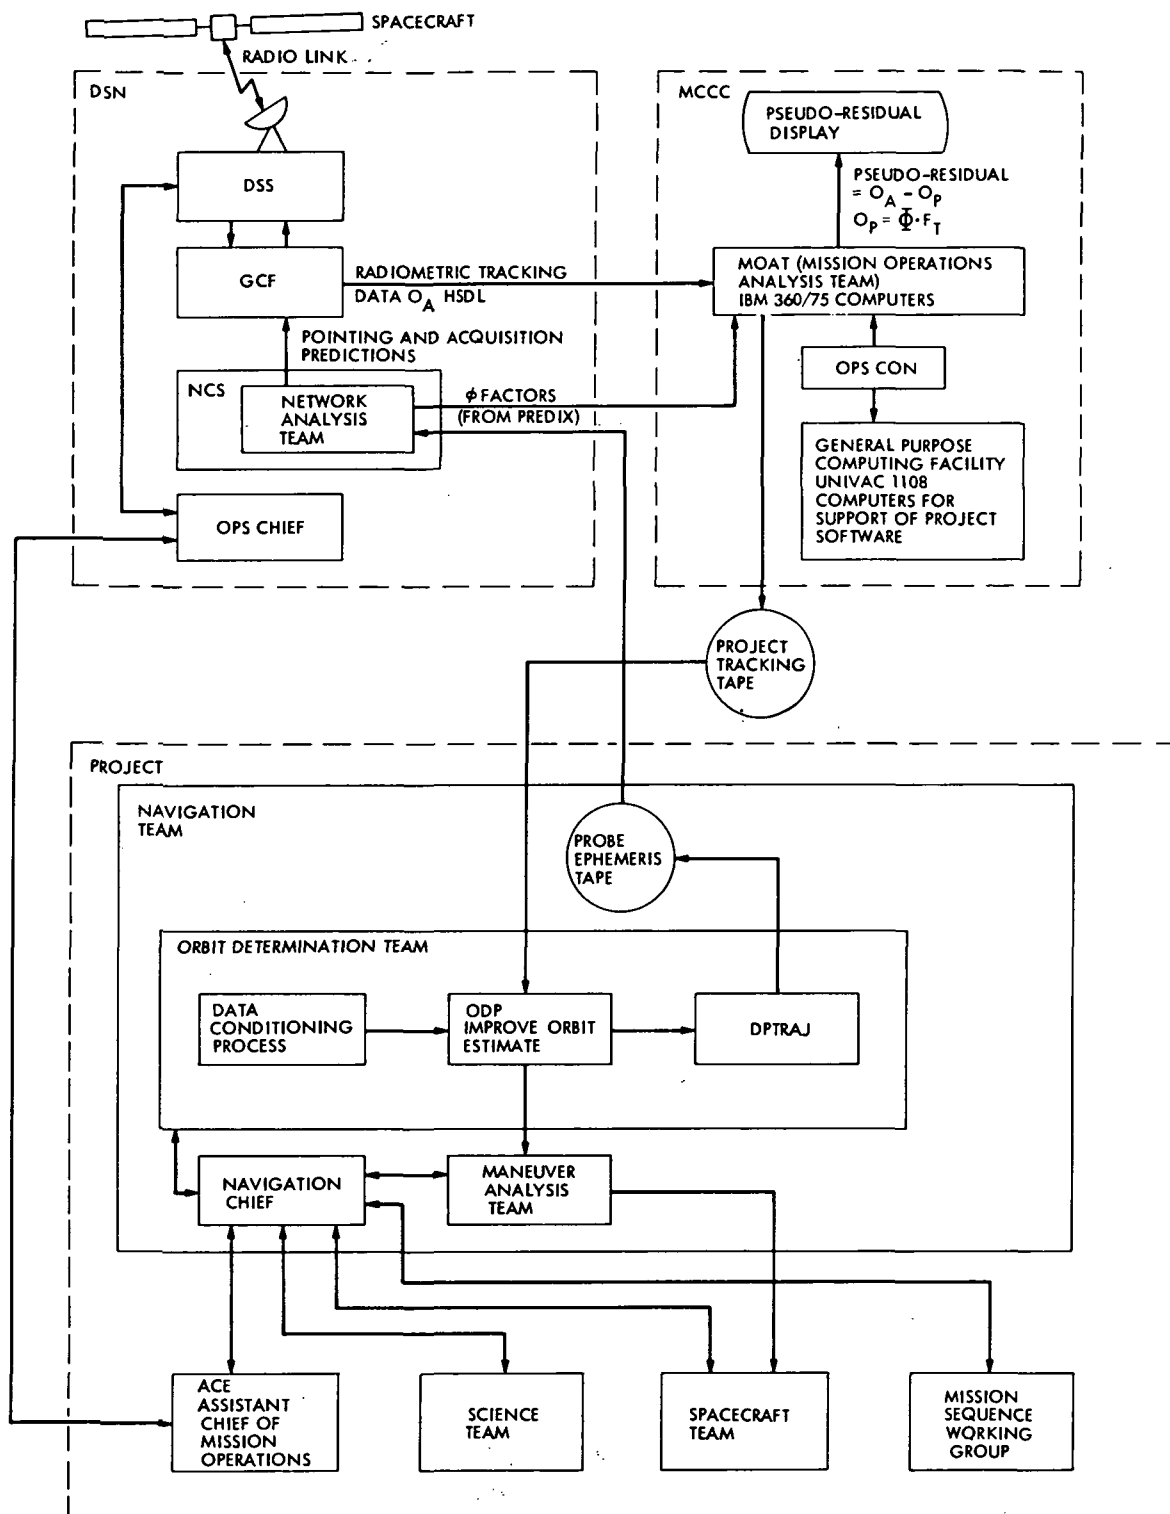 SPACECRAFT
RADIO LINK
DSN
DSS
GCF
RADIOMETRIC TRACKING
DATA O_A HSDL
POINTING AND ACQUISITION
PREDICTIONS
NCS
NETWORK
ANALYSIS
TEAM
ϕ FACTORS
(FROM PREDIX)
OPS CHIEF
MCCC
PSEUDO-RESIDUAL
DISPLAY
PSEUDO-RESIDUAL
= O_A - O_P
O_P = Φ·F_T
MOAT (MISSION OPERATIONS
ANALYSIS TEAM)
IBM 360/75 COMPUTERS
OPS CON
GENERAL PURPOSE
COMPUTING FACILITY
UNIVAC 1108
COMPUTERS FOR
SUPPORT OF PROJECT
SOFTWARE
PROJECT
TRACKING
TAPE
PROJECT
NAVIGATION
TEAM
PROBE
EPHEMERIS
TAPE
ORBIT DETERMINATION TEAM
DATA
CONDITIONING
PROCESS
ODP
IMPROVE ORBIT
ESTIMATE
DPTRAJ
NAVIGATION
CHIEF
MANEUVER
ANALYSIS
TEAM
ACE
ASSISTANT
CHIEF OF
MISSION
OPERATIONS
SCIENCE
TEAM
SPACECRAFT
TEAM
MISSION
SEQUENCE
WORKING
GROUP